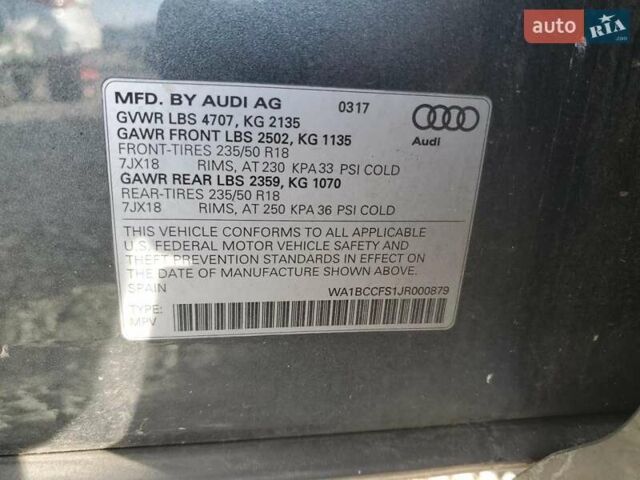 auto RIA.com
MFD. BY AUDI AG 0317
GVWR LBS 4707, KG 2135
GAWR FRONT LBS 2502, KG 1135
FRONT-TIRES 235/50 R18
7JX18 RIMS, AT 230 KPA 33 PSI COLD
GAWR REAR LBS 2359, KG 1070
REAR-TIRES 235/50 R18
7JX18 RIMS, AT 250 KPA 36 PSI COLD
Audi
THIS VEHICLE CONFORMS TO ALL APPLICABLE
U.S. FEDERAL MOTOR VEHICLE SAFETY AND
THEFT PREVENTION STANDARDS IN EFFECT ON
THE DATE OF MANUFACTURE SHOWN ABOVE.
SPAIN WA1BCCFS1JR000879
TYPE:
MPV